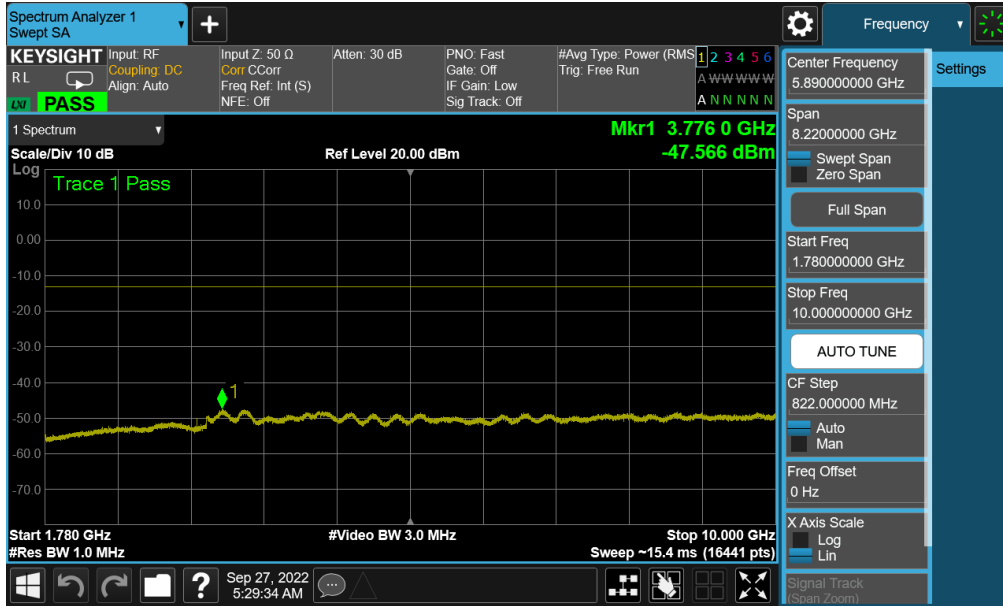 Spectrum Analyzer 1
Swept SA
Frequency
KEYSIGHT
RL
LXI PASS
Input: RF
Coupling: DC
Align: Auto
Input Z: 50 Ω
Corr CCorr
Freq Ref: Int (S)
NFE: Off
Atten: 30 dB
PNO: Fast
Gate: Off
IF Gain: Low
Sig Track: Off
#Avg Type: Power (RMS
Trig: Free Run
1 2 3 4 5 6
A W W W W W
A N N N N N
1 Spectrum
Scale/Div 10 dB
Ref Level 20.00 dBm
Mkr1 3.776 0 GHz
-47.566 dBm
Log
Trace 1 Pass
10.0
0.00
-10.0
-20.0
-30.0
-40.0
1
-50.0
-60.0
-70.0
Start 1.780 GHz
#Video BW 3.0 MHz
Stop 10.000 GHz
#Res BW 1.0 MHz
Sweep ~15.4 ms (16441 pts)
?
Sep 27, 2022
5:29:34 AM
Center Frequency
5.890000000 GHz
Settings
Span
8.22000000 GHz
Swept Span
Zero Span
Full Span
Start Freq
1.780000000 GHz
Stop Freq
10.000000000 GHz
AUTO TUNE
CF Step
822.000000 MHz
Auto
Man
Freq Offset
0 Hz
X Axis Scale
Log
Lin
Signal Track
(Span Zoom)